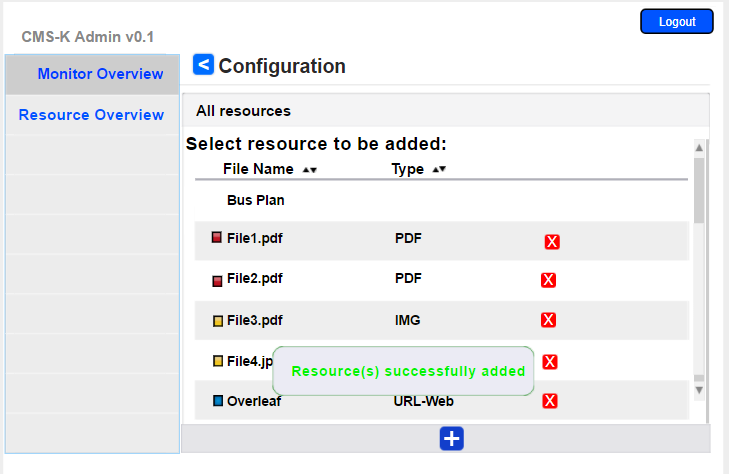 Logout
CMS-K Admin v0.1
Monitor Overview
Resource Overview
< Configuration
All resources
Select resource to be added:
File Name Type
Bus Plan
File1.pdf PDF X
File2.pdf PDF X
File3.pdf IMG X
File4.jp X
Resource(s) successfully added
Overleaf URL-Web X
+